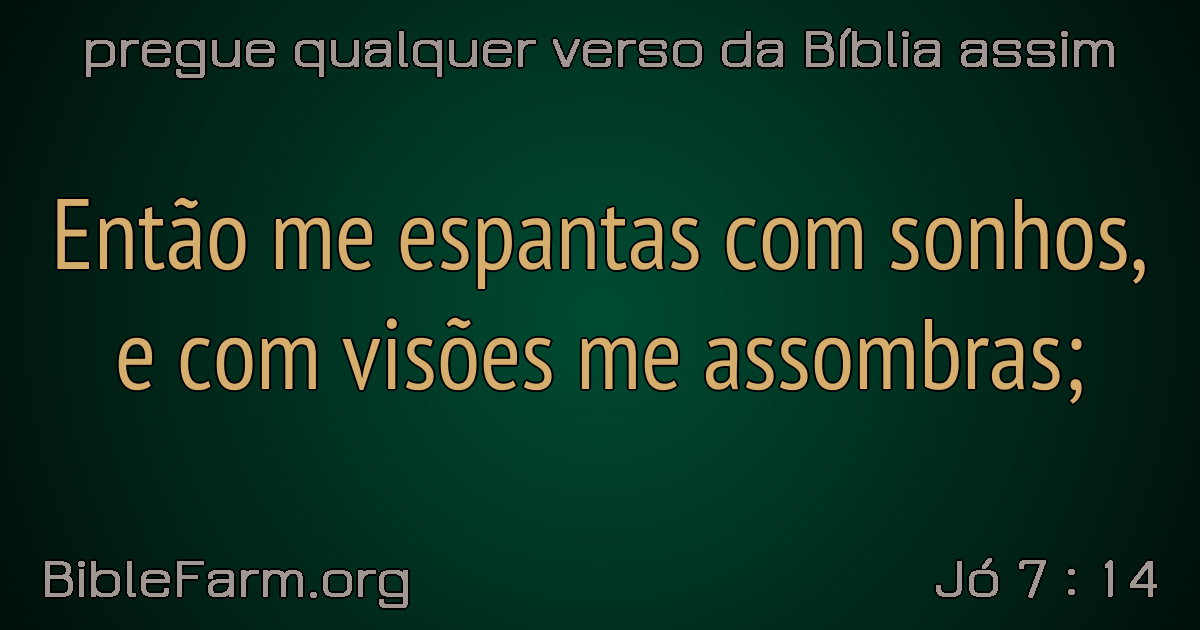 pregue qualquer verso da Bíblia assim
Então me espantas com sonhos,
e com visões me assombras;
BibleFarm.org
Jó 7 : 14